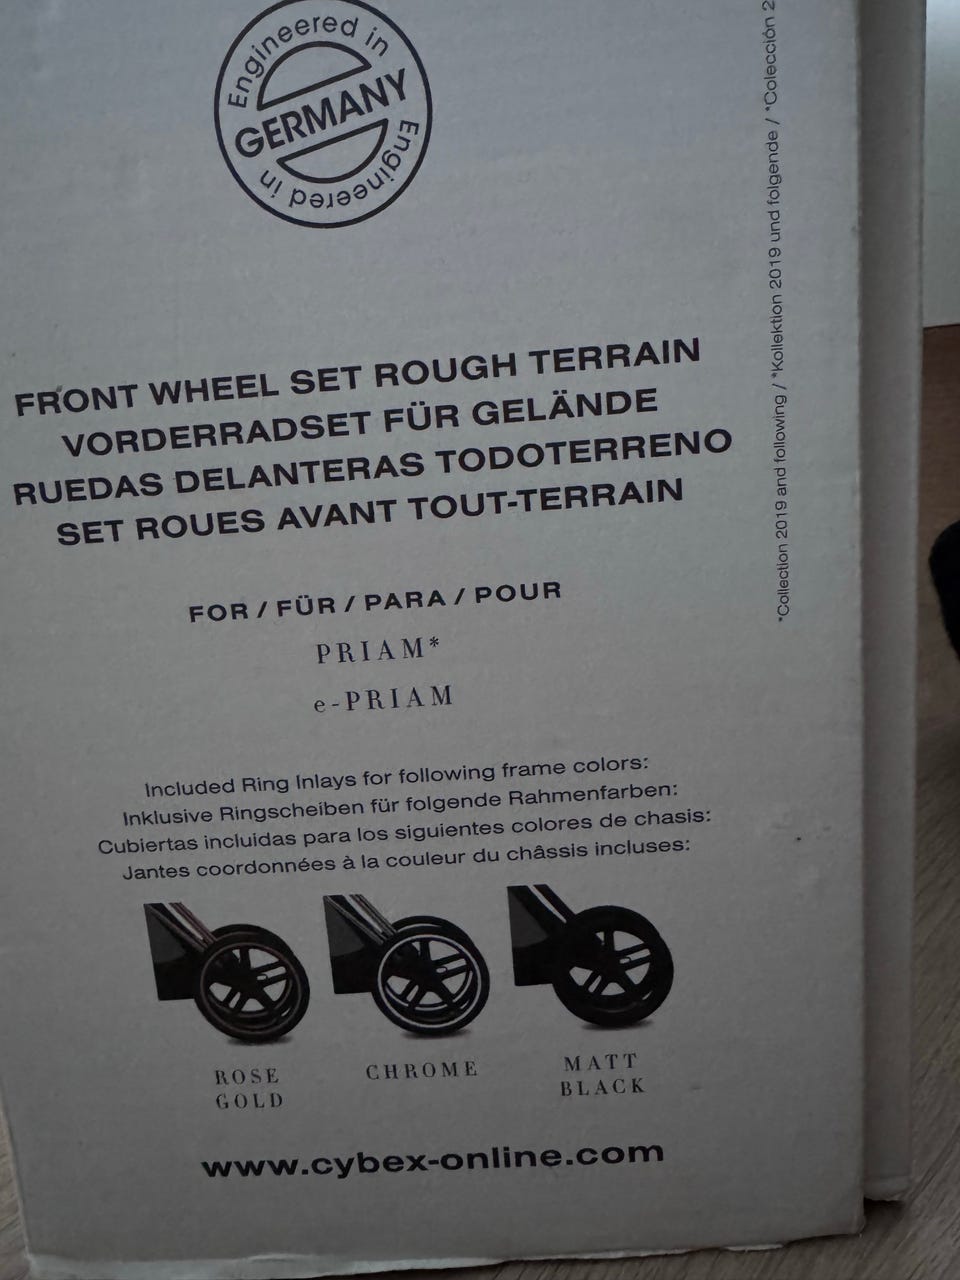 Engineered in
GERMANY
Engineered in
FRONT WHEEL SET ROUGH TERRAIN
VORDERRADSET FÜR GELÄNDE
RUEDAS DELANTERAS TODOTERRENO
SET ROUES AVANT TOUT-TERRAIN
FOR / FÜR / PARA / POUR
PRIAM*
e-PRIAM
Included Ring Inlays for following frame colors:
Inklusive Ringscheiben für folgende Rahmenfarben:
Cubiertas incluidas para los siguientes colores de chasis:
Jantes coordonnées à la couleur du châssis incluses:
ROSE
GOLD
CHROME
MATT
BLACK
www.cybex-online.com
*Collection 2019 and following / *Kollektion 2019 und folgende / *Colección